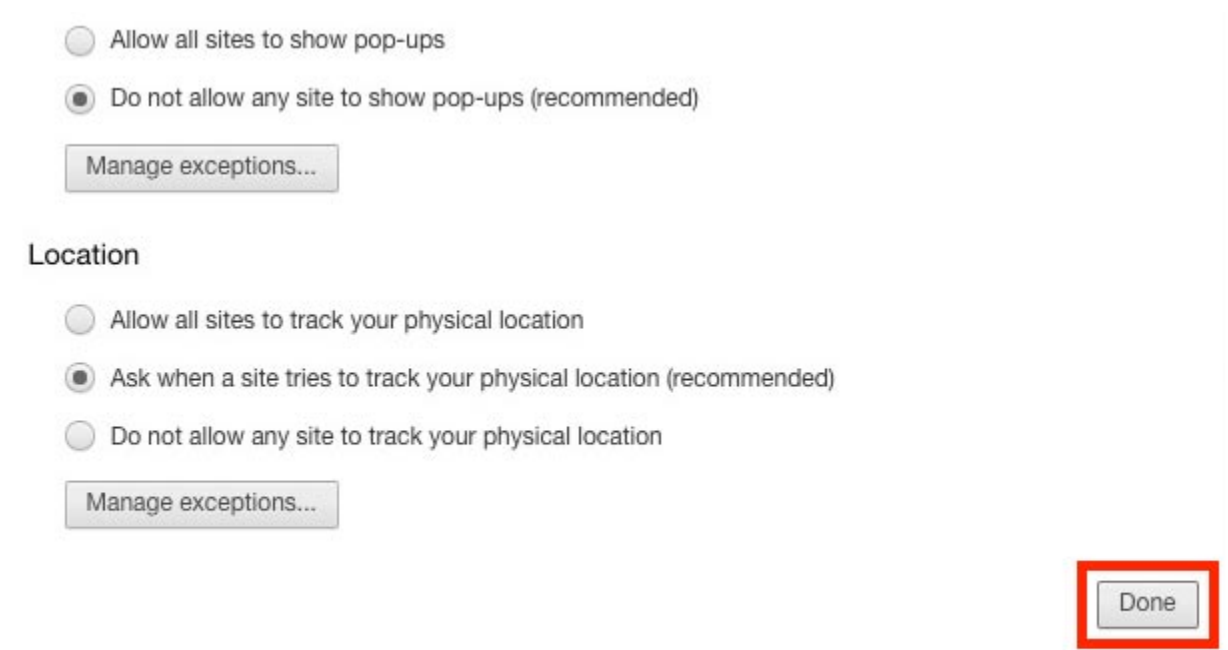 Allow all sites to show pop-ups
Do not allow any site to show pop-ups (recommended)
Manage exceptions...
Location
Allow all sites to track your physical location
Ask when a site tries to track your physical location (recommended)
Do not allow any site to track your physical location
Manage exceptions...
Done